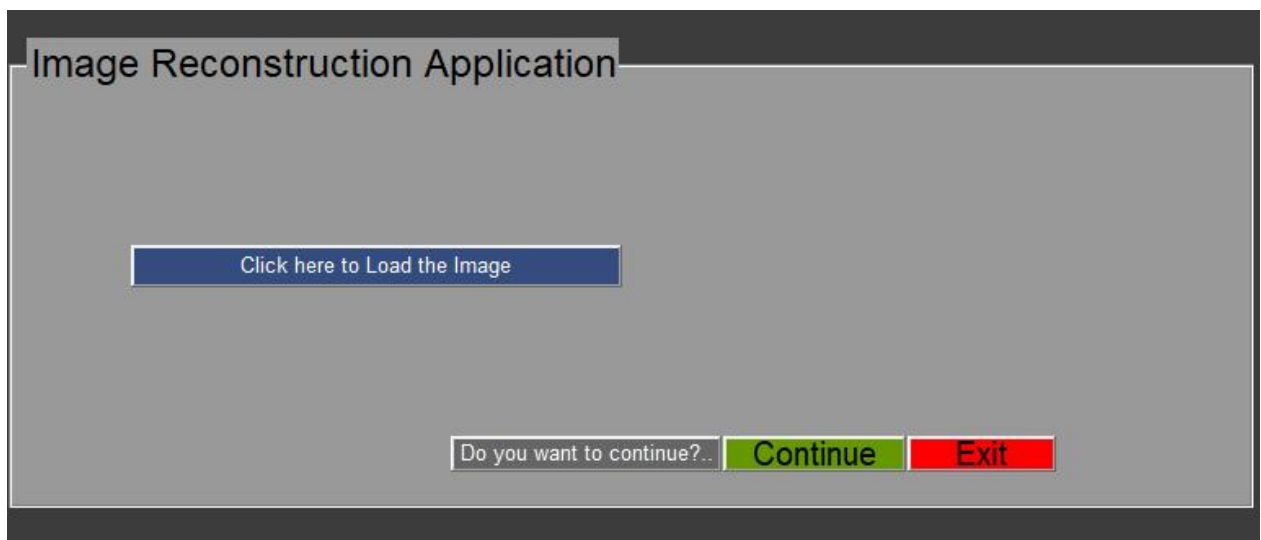 Image Reconstruction Application
Click here to Load the Image
Do you want to continue?.. Continue Exit